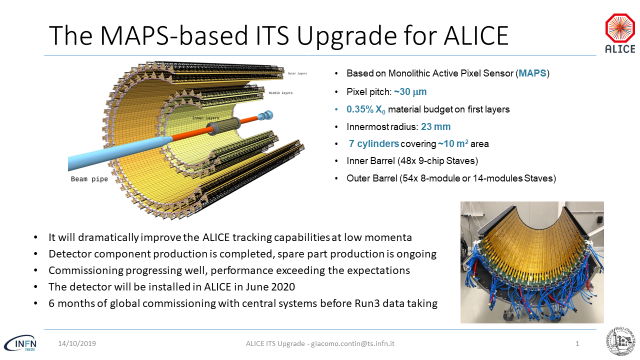 The MAPS-based ITS Upgrade for ALICE
ALICE
Outer layers
Middle layers
Inner layers
Beam pipe
• Based on Monolithic Active Pixel Sensor (MAPS)
• Pixel pitch: ~30 μm
• 0.35% X0 material budget on first layers
• Innermost radius: 23 mm
• 7 cylinders covering ~10 m² area
• Inner Barrel (48x 9-chip Staves)
• Outer Barrel (54x 8-module or 14-modules Staves)
• It will dramatically improve the ALICE tracking capabilities at low momenta
• Detector component production is completed, spare part production is ongoing
• Commissioning progressing well, performance exceeding the expectations
• The detector will be installed in ALICE in June 2020
• 6 months of global commissioning with central systems before Run3 data taking
INFN
14/10/2019
ALICE ITS Upgrade - giacomo.contin@ts.infn.it
1